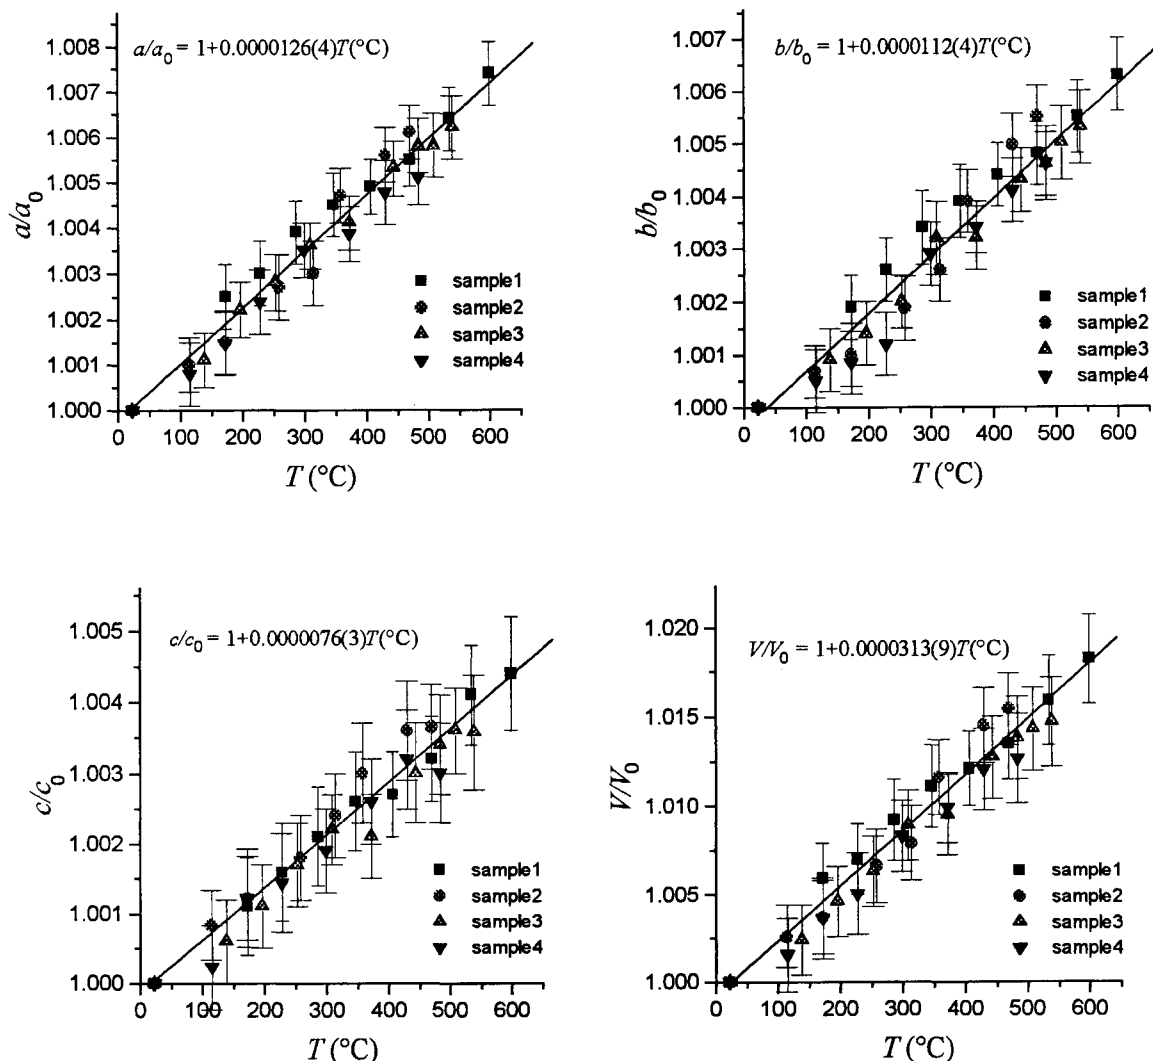 a/a₀ = 1+0.0000126(4)T(°C)
1.008
1.007
1.006
1.005
1.004
1.003
1.002
1.001
1.000
a/a₀
sample1
sample2
sample3
sample4
0 100 200 300 400 500 600
T (°C)
b/b₀ = 1+0.0000112(4)T(°C)
1.007
1.006
1.005
1.004
1.003
1.002
1.001
1.000
b/b₀
sample1
sample2
sample3
sample4
0 100 200 300 400 500 600
T (°C)
c/c₀ = 1+0.0000076(3)T(°C)
1.005
1.004
1.003
1.002
1.001
1.000
c/c₀
sample1
sample2
sample3
sample4
0 100 200 300 400 500 600
T (°C)
V/V₀ = 1+0.0000313(9)T(°C)
1.020
1.015
1.010
1.005
1.000
V/V₀
sample1
sample2
sample3
sample4
0 100 200 300 400 500 600
T (°C)